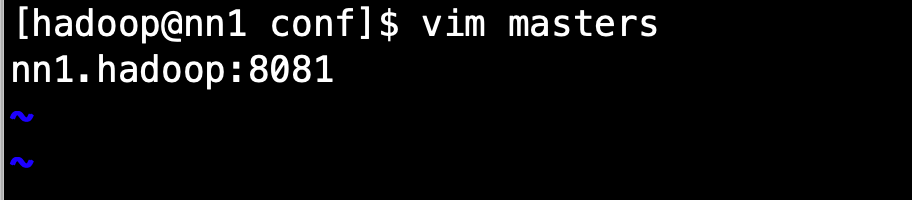 [hadoop@nn1 conf]$ vim masters
nn1.hadoop:8081
~
~